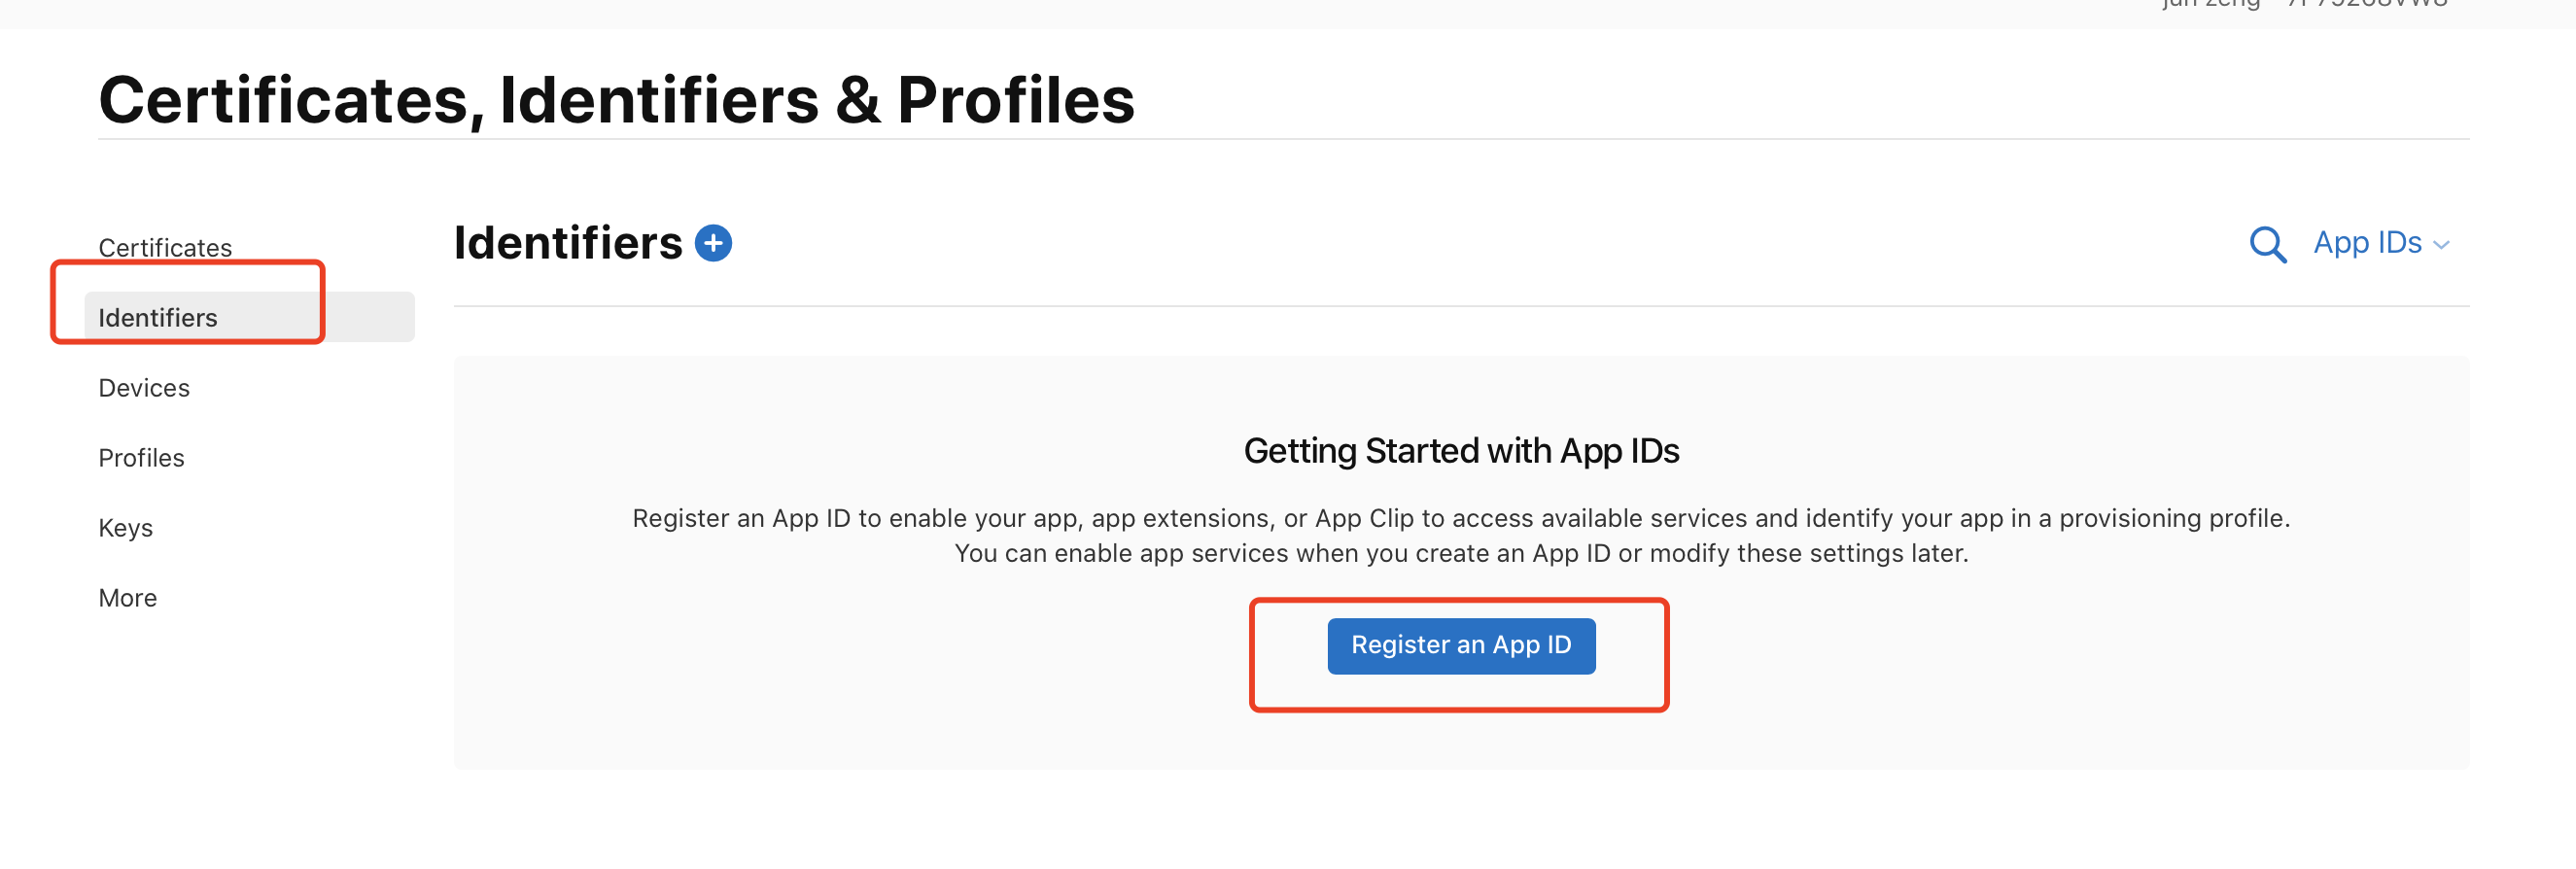 jun zeng
Certificates, Identifiers & Profiles
Certificates
Identifiers
Devices
Profiles
Keys
More
Identifiers
App IDs
Getting Started with App IDs
Register an App ID to enable your app, app extensions, or App Clip to access available services and identify your app in a provisioning profile.
You can enable app services when you create an App ID or modify these settings later.
Register an App ID